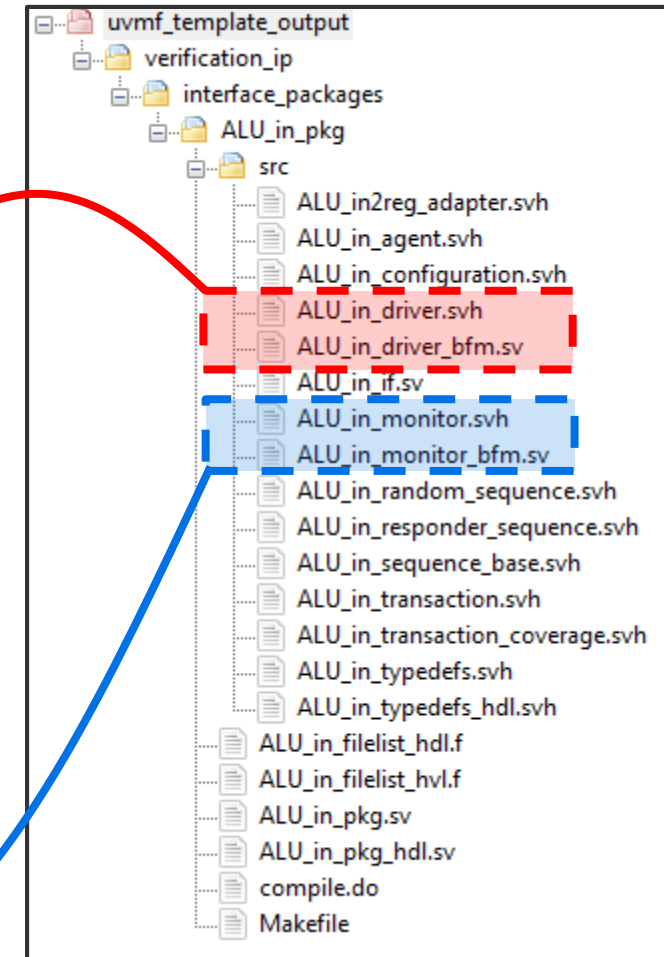 uvmf_template_output
verification_ip
interface_packages
ALU_in_pkg
src
ALU_in2reg_adapter.svh
ALU_in_agent.svh
ALU_in_configuration.svh
ALU_in_driver.svh
ALU_in_driver_bfm.sv
ALU_in_if.sv
ALU_in_monitor.svh
ALU_in_monitor_bfm.sv
ALU_in_random_sequence.svh
ALU_in_responder_sequence.svh
ALU_in_sequence_base.svh
ALU_in_transaction.svh
ALU_in_transaction_coverage.svh
ALU_in_typedefs.svh
ALU_in_typedefs_hdl.svh
ALU_in_filelist_hdl.f
ALU_in_filelist_hvl.f
ALU_in_pkg.sv
ALU_in_pkg_hdl.sv
compile.do
Makefile